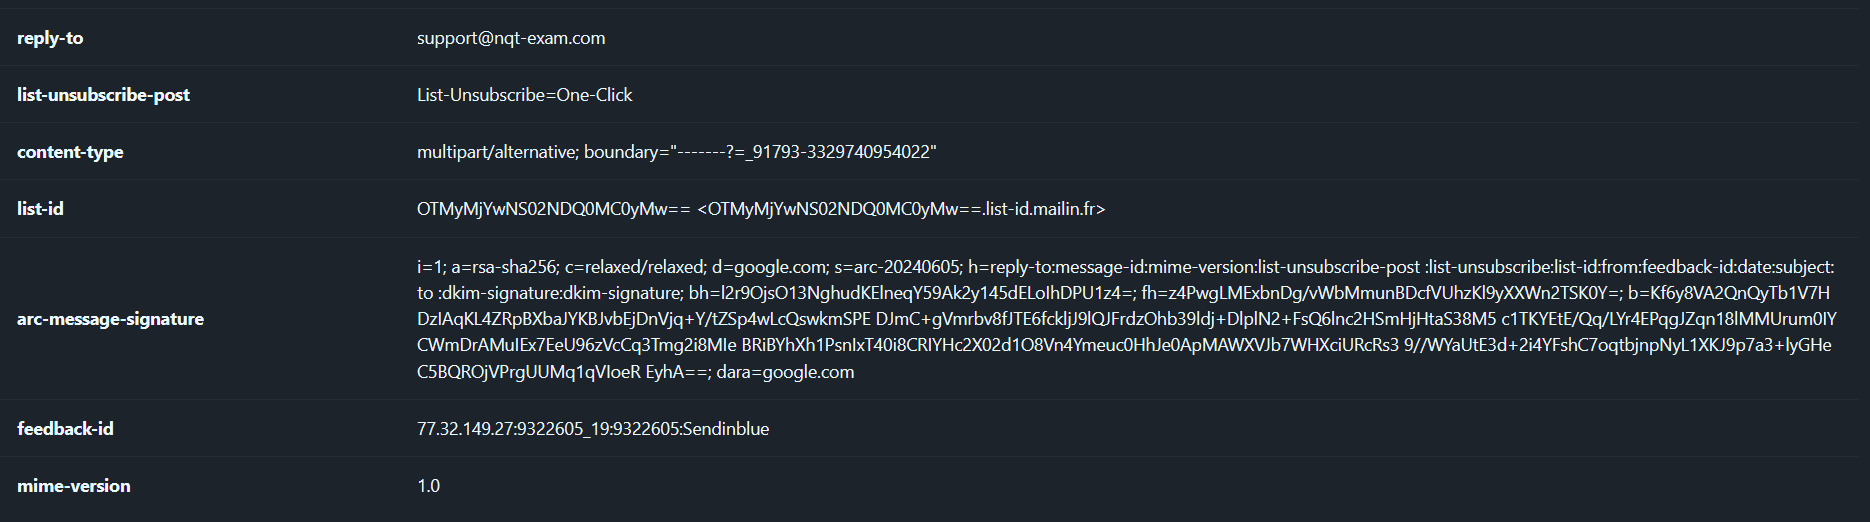 reply-to support@nqt-exam.com
list-unsubscribe-post List-Unsubscribe=One-Click
content-type multipart/alternative; boundary="-------?=_91793-3329740954022"
list-id OTMyMjYwNS02NDQ0MC0yMw== <OTMyMjYwNS02NDQ0MC0yMw==.list-id.mailin.fr>
arc-message-signature
i=1; a=rsa-sha256; c=relaxed/relaxed; d=google.com; s=arc-20240605; h=reply-to:message-id:mime-version:list-unsubscribe-post :list-unsubscribe:list-id:from:feedback-id:date:subject:
to :dkim-signature:dkim-signature; bh=l2r9OjsO13NghudKElneqY59Ak2y145dELoIhDPU1z4=; fh=z4PwgLMExbnDg/vWbMmunBDcfVUhzKl9yXXWn2TSK0Y=; b=Kf6y8VA2QnQyTb1V7H
DzIAqKL4ZRpBXbaJYKBJvbEjDnVjq+Y/tZSp4wLcQswkmSPE DJmC+gVmrbv8fJTE6fckljJ9lQJFrdzOhb39Idj+DlplN2+FsQ6lnc2HSmHjHtaS38M5 c1TKYEtE/Qq/LYr4EPqgJZqn18lMMUrum0IY
CWmDrAMuIEx7EeU96zVcCq3Tmg2i8MIe BRiBYhXh1PsnIxT40i8CRIYHc2X02d1O8Vn4Ymeuc0HhJe0ApMAWXVJb7WHXciURcRs3 9//WYaUtE3d+2i4YFshC7oqtbjnpNyL1XKJ9p7a3+lyGHe
C5BQROjVPrgUUMq1qVIoeR EyhA==; dara=google.com
feedback-id 77.32.149.27:9322605_19:9322605:Sendinblue
mime-version 1.0